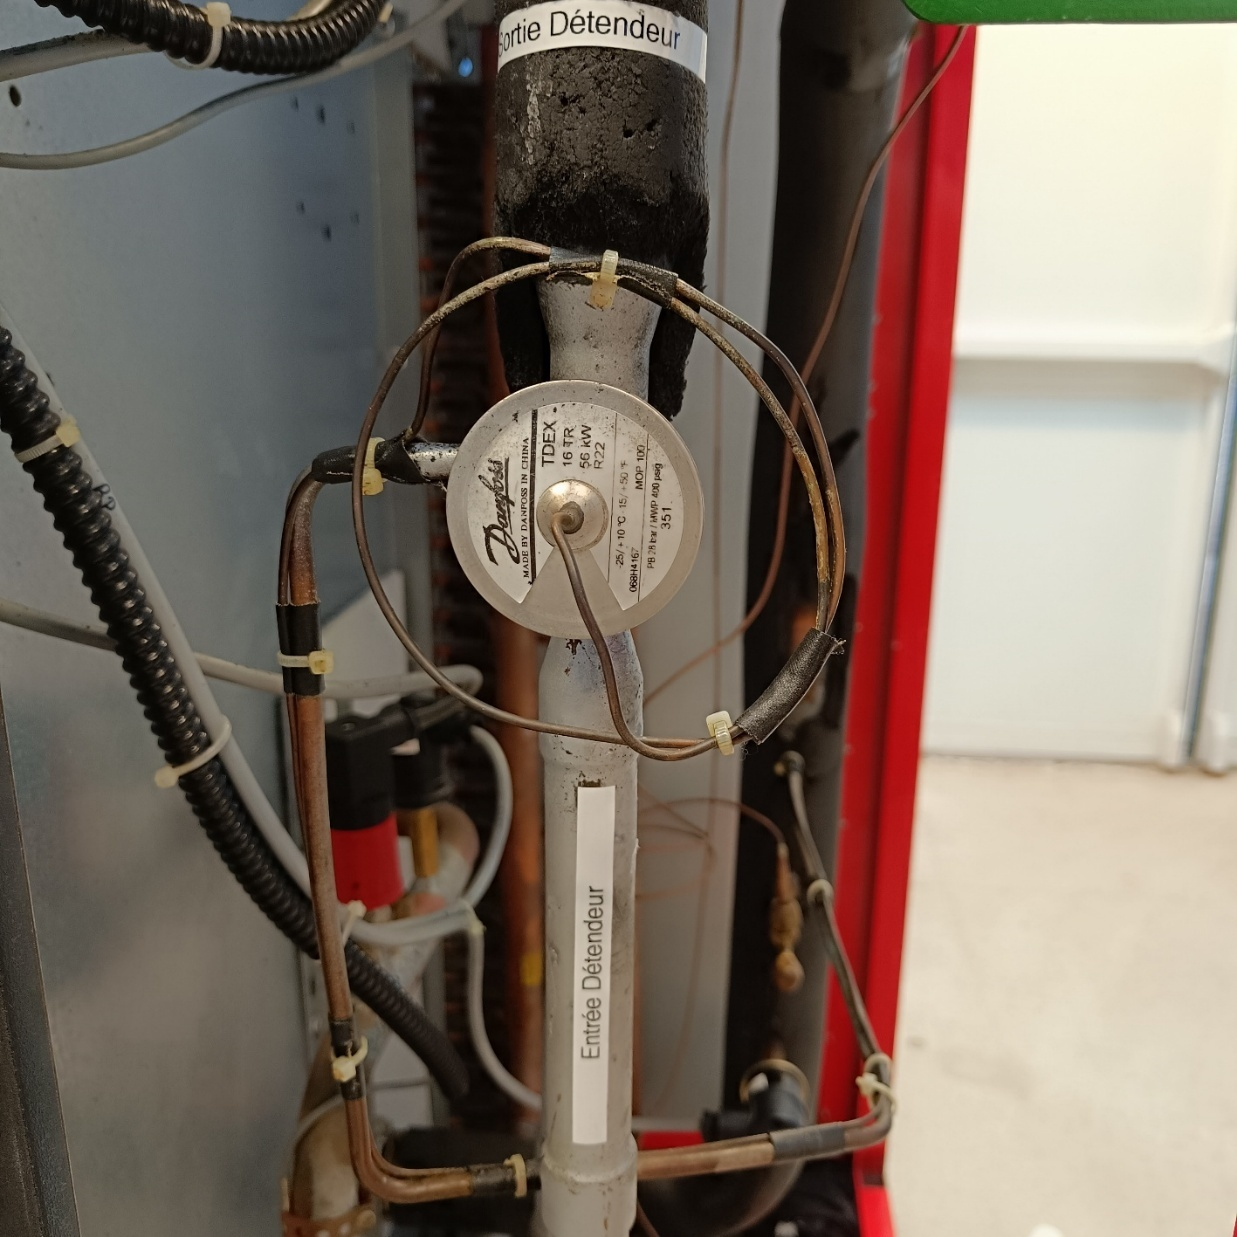 Sortie Détendeur
Danfoss
MADE BY DANFOSS IN CHINA
TDEX
16 TR
56 kW
R22
-25/+10 °C -15/+50 °F
MOP 100
068H4167
PB 28 bar / MWP 400 psig
351
Entrée Détendeur